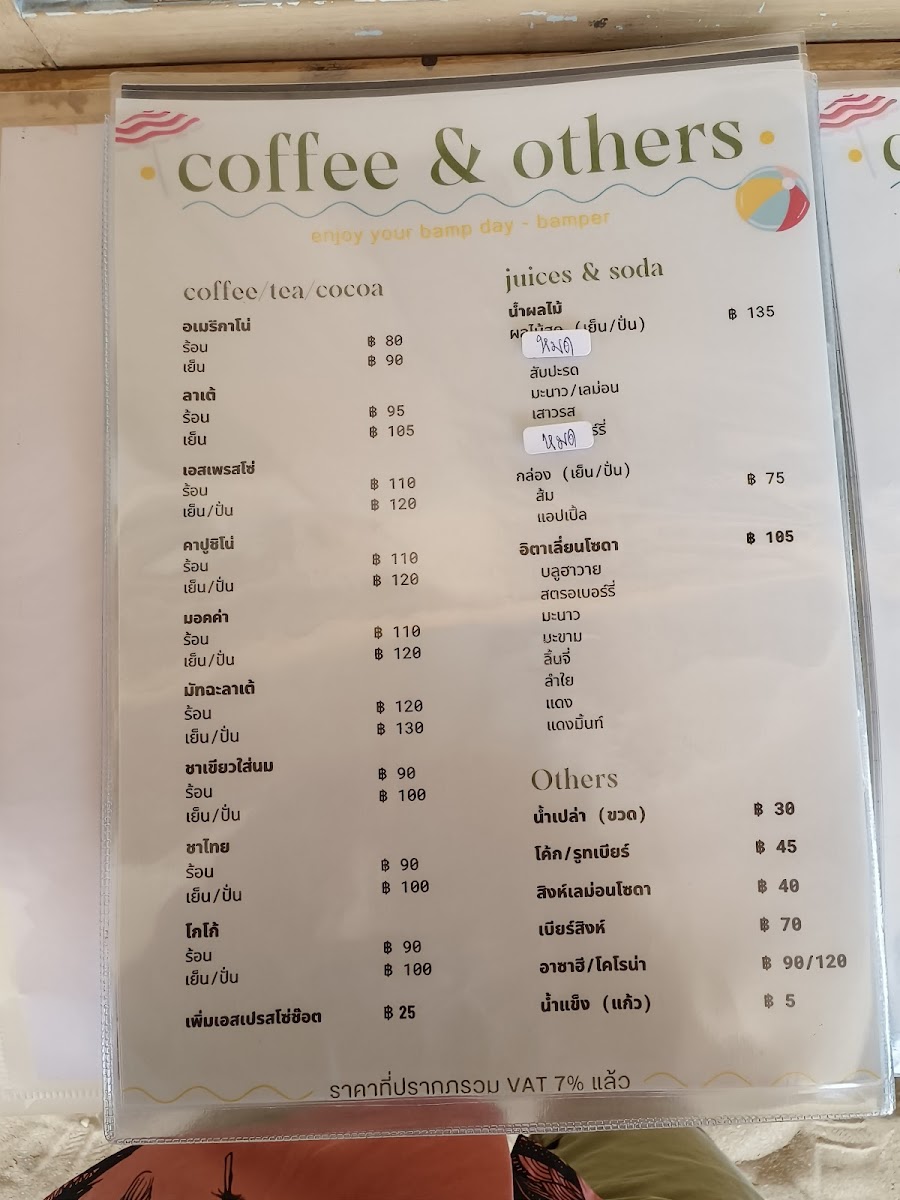 coffee & others
enjoy your bamp day - bamper
coffee/tea/cocoa
อเมริกาโน่
ร้อน ฿ 80
เย็น ฿ 90
ลาเต้
ร้อน ฿ 95
เย็น ฿ 105
เอสเพรสโซ่
ร้อน ฿ 110
เย็น/ปั่น ฿ 120
คาปูชิโน่
ร้อน ฿ 110
เย็น/ปั่น ฿ 120
มอคค่า
ร้อน ฿ 110
เย็น/ปั่น ฿ 120
มัทฉะลาเต้
ร้อน ฿ 120
เย็น/ปั่น ฿ 130
ชาเขียวใส่นม
ร้อน ฿ 90
เย็น/ปั่น ฿ 100
ชาไทย
ร้อน ฿ 90
เย็น/ปั่น ฿ 100
โกโก้
ร้อน ฿ 90
เย็น/ปั่น ฿ 100
เพิ่มเอสเปรสโซ่ช๊อต ฿ 25
juices & soda
น้ำผลไม้ ฿ 135
(เย็น/ปั่น)
หมด
สับปะรด
มะนาว/เลม่อน
เสาวรส
หมด
กล่อง (เย็น/ปั่น) ฿ 75
ส้ม
แอปเปิ้ล
อิตาเลี่ยนโซดา ฿ 105
บลูฮาวาย
สตรอเบอร์รี่
มะนาว
มะขาม
ลิ้นจี่
ลำใย
แดง
แดงมิ้นท์
Others
น้ำเปล่า (ขวด) ฿ 30
โค้ก/รูทเบียร์ ฿ 45
สิงห์เลม่อนโซดา ฿ 40
เบียร์สิงห์ ฿ 70
อาซาฮี/โคโรน่า ฿ 90/120
น้ำแข็ง (แก้ว) ฿ 5
ราคาที่ปรากภรวม VAT 7% แล้ว